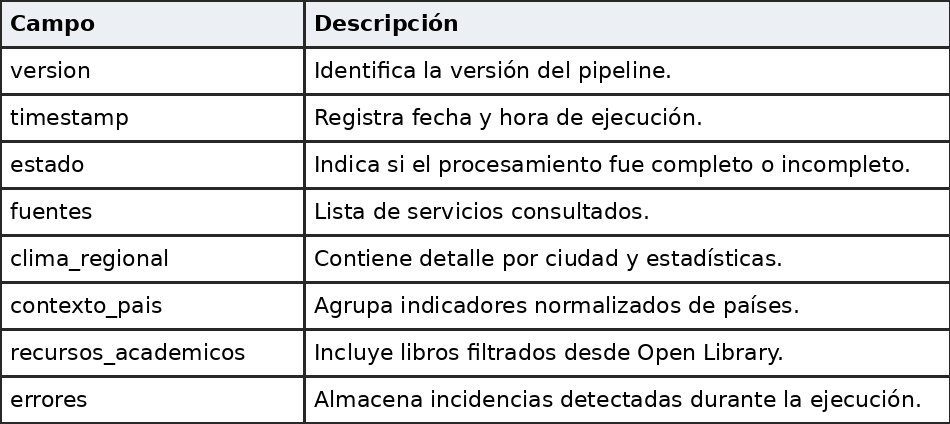 Campo Descripción
version Identifica la versión del pipeline.
timestamp Registra fecha y hora de ejecución.
estado Indica si el procesamiento fue completo o incompleto.
fuentes Lista de servicios consultados.
clima_regional Contiene detalle por ciudad y estadísticas.
contexto_pais Agrupa indicadores normalizados de países.
recursos_academicos Incluye libros filtrados desde Open Library.
errores Almacena incidencias detectadas durante la ejecución.